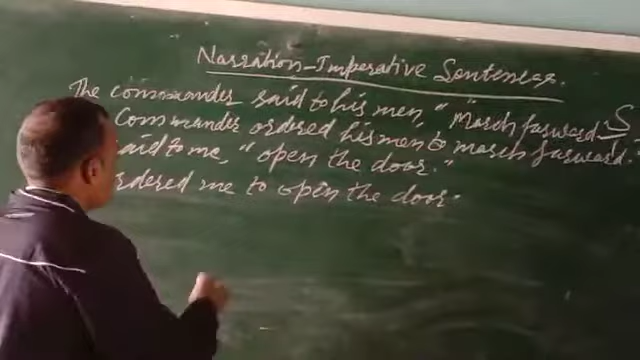 Narration-Imperative Sentences.
The commander said to his men, "March forward
Commander ordered his men to march forward.
said to me, "open the door."
rdered me to open the door.